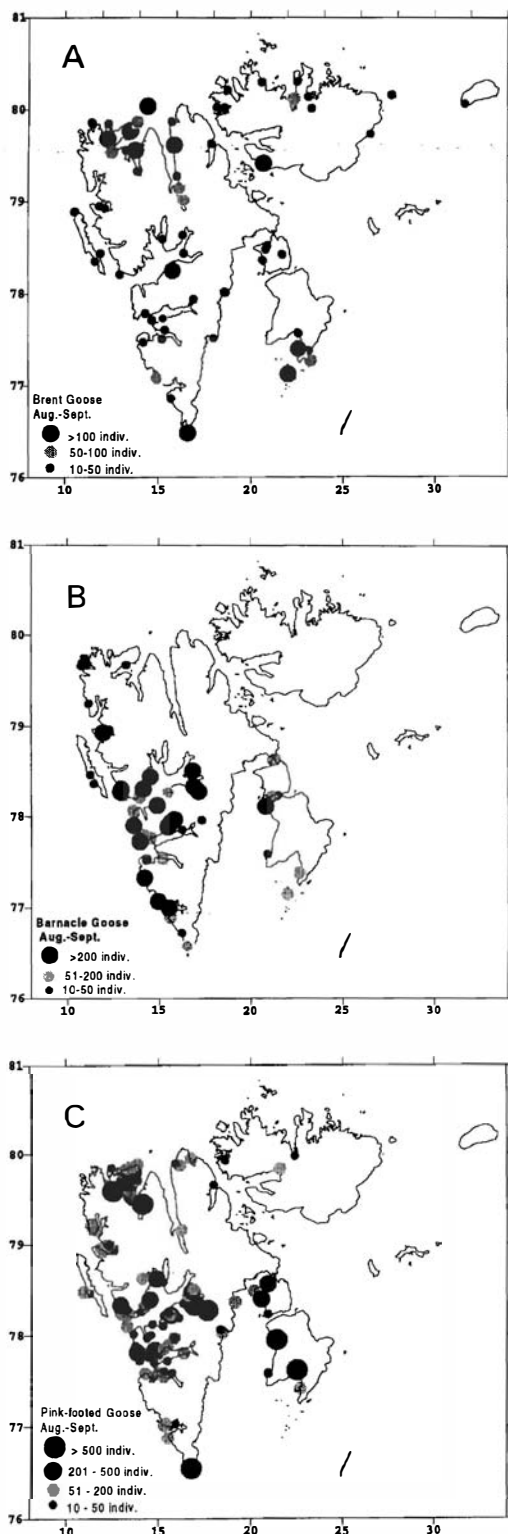 81
A
80
79
78
77
Brent Goose
Aug.-Sept.
>100 indiv.
50-100 indiv.
10-50 indiv.
76
10 15 20 25 30
81
B
80
79
78
77
Barnacle Goose
Aug.-Sept.
>200 indiv.
51-200 indiv.
10-50 indiv.
76
10 15 20 25 30
81
C
80
79
78
77
Pink-footed Goose
Aug.-Sept.
> 500 indiv.
201 - 500 indiv.
51 - 200 indiv.
10 - 50 indiv.
76
10 15 20 25 30